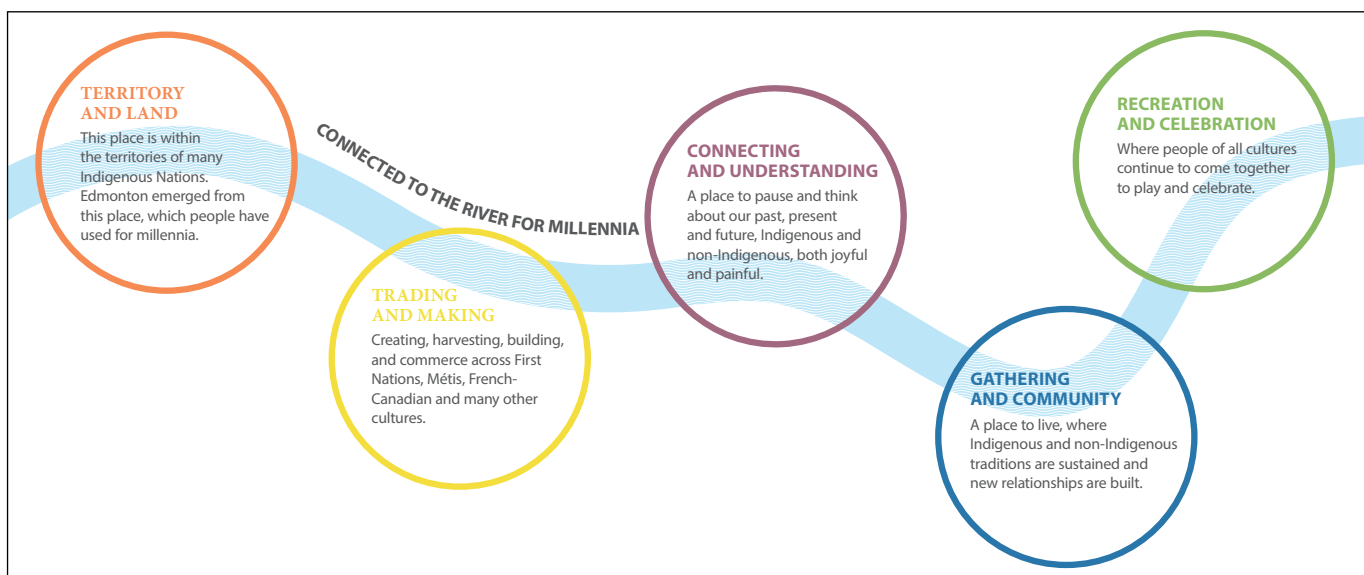 TERRITORY
AND LAND
This place is within
the territories of many
Indigenous Nations.
Edmonton emerged from
this place, which people have
used for millennia.
CONNECTED TO THE RIVER FOR MILLENNIA
TRADING
AND MAKING
Creating, harvesting, building,
and commerce across First
Nations, Métis, French-
Canadian and many other
cultures.
CONNECTING
AND UNDERSTANDING
A place to pause and think
about our past, present
and future, Indigenous and
non-Indigenous, both joyful
and painful.
GATHERING
AND COMMUNITY
A place to live, where
Indigenous and non-Indigenous
traditions are sustained and
new relationships are built.
RECREATION
AND CELEBRATION
Where people of all cultures
continue to come together
to play and celebrate.